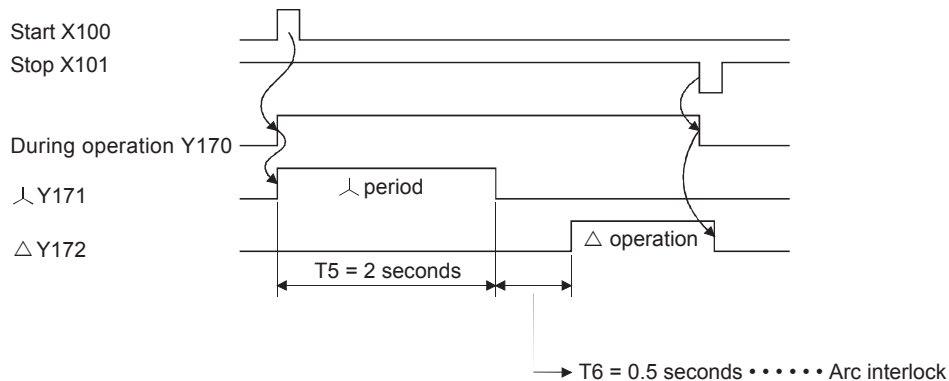 Start X100
Stop X101
During operation Y170
⅄ Y171
⅄ period
△ Y172
△ operation
T5 = 2 seconds
T6 = 0.5 seconds • • • • • • Arc interlock